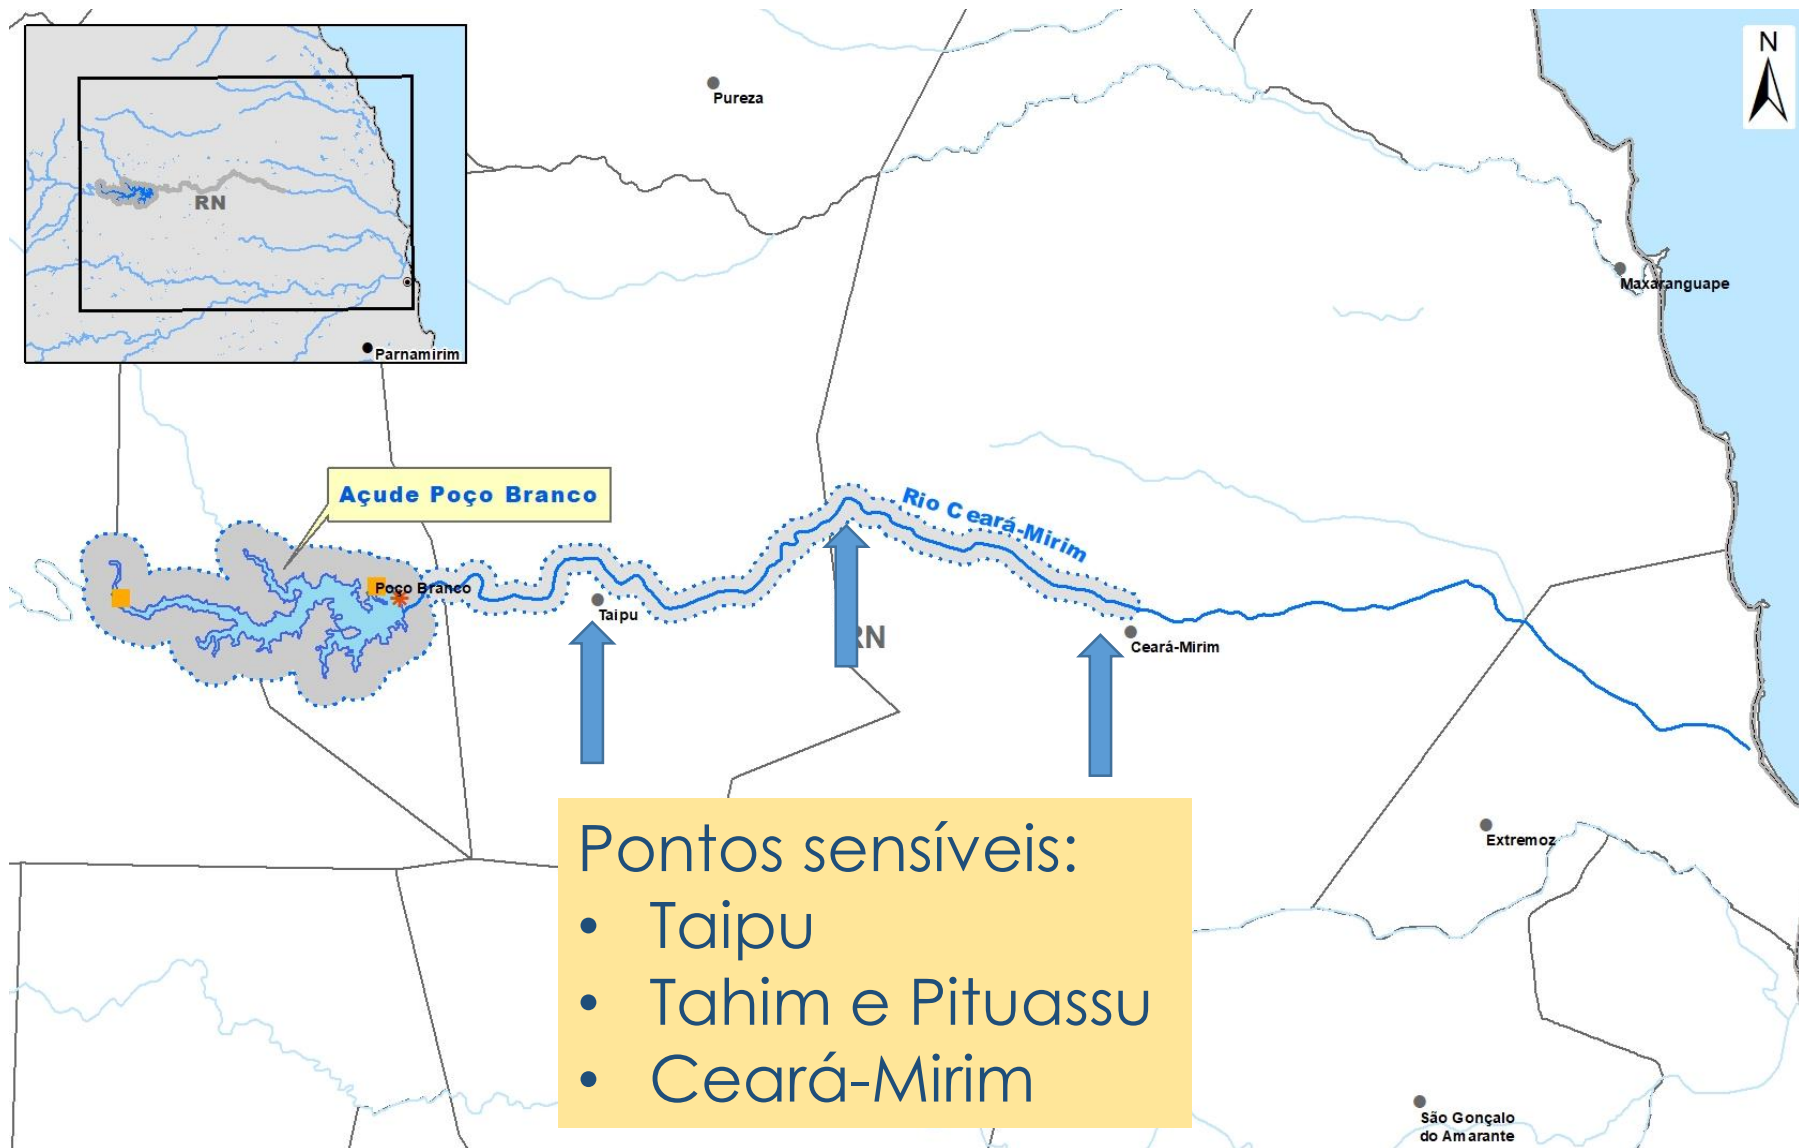 N
Pureza
RN
Parnamirim
Maxaranguape
Açude Poço Branco
Rio Ceará-Mirim
Poço Branco
Taipu
RN
Ceará-Mirim
Extremoz
Pontos sensíveis:
• Taipu
• Tahim e Pituassu
• Ceará-Mirim
São Gonçalo
do Amarante